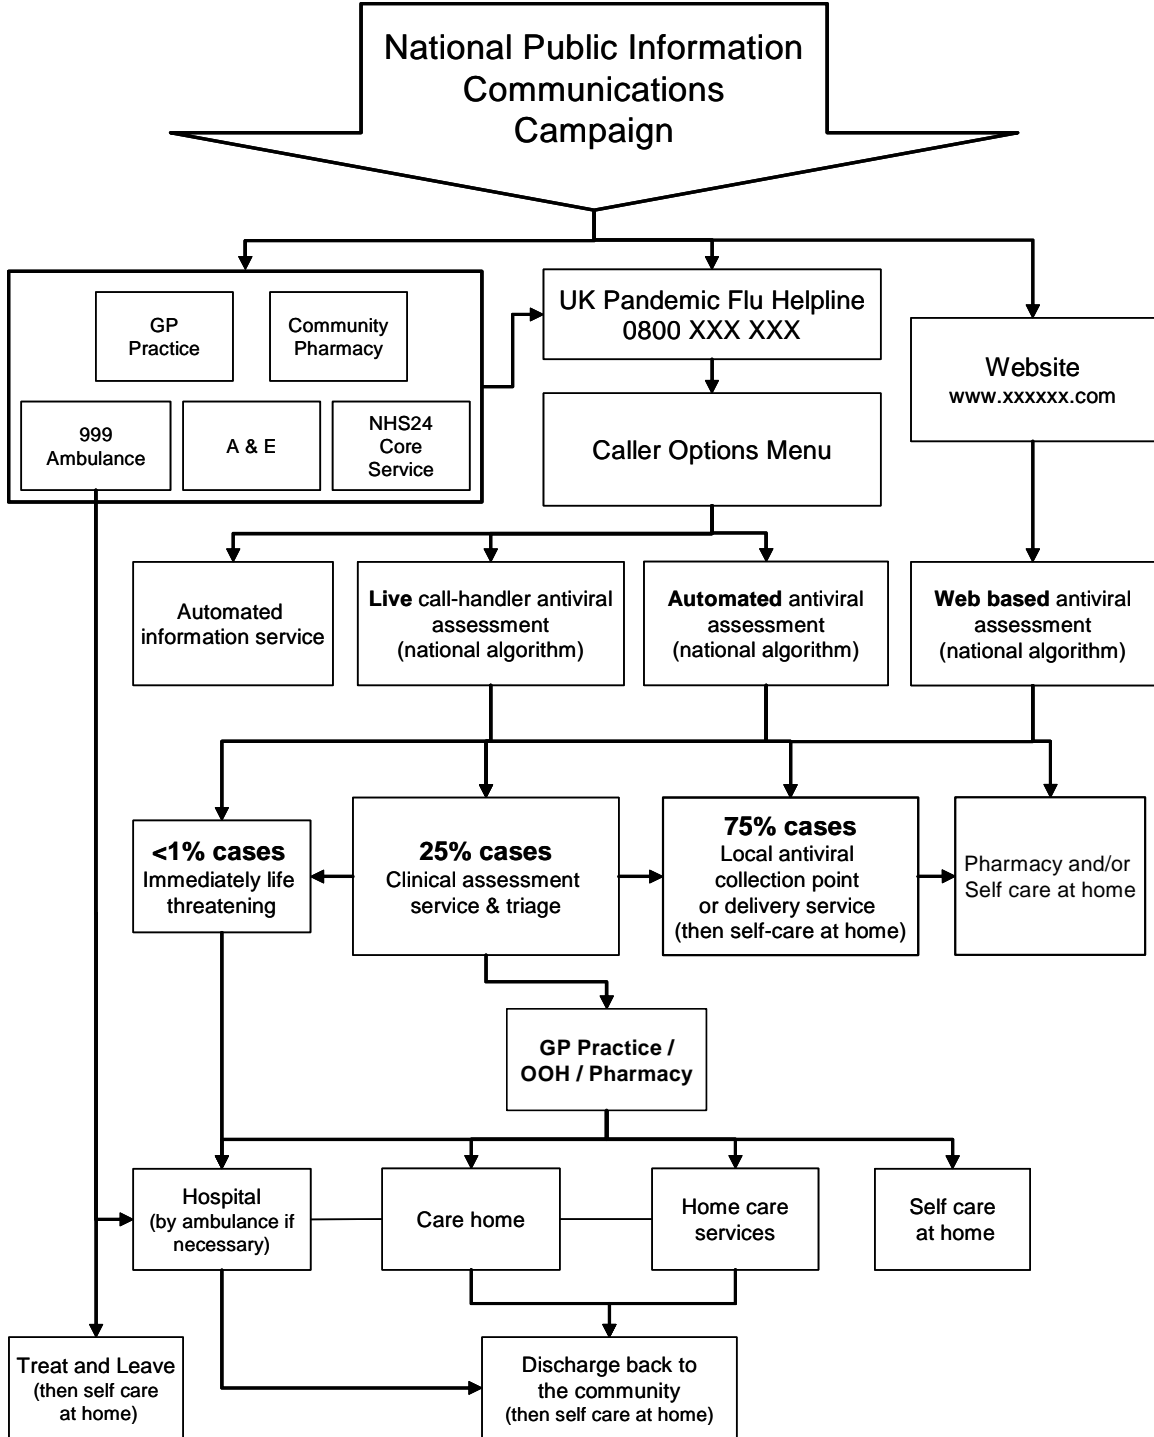 National Public Information
Communications
Campaign
GP
Practice
Community
Pharmacy
999
Ambulance
A & E
NHS24
Core
Service
UK Pandemic Flu Helpline
0800 XXX XXX
Website
www.xxxxxx.com
Caller Options Menu
Automated
information service
Live call-handler antiviral
assessment
(national algorithm)
Automated antiviral
assessment
(national algorithm)
Web based antiviral
assessment
(national algorithm)
<1% cases
Immediately life
threatening
25% cases
Clinical assessment
service & triage
75% cases
Local antiviral
collection point
or delivery service
(then self-care at home)
Pharmacy and/or
Self care at home
GP Practice /
OOH / Pharmacy
Hospital
(by ambulance if
necessary)
Care home
Home care
services
Self care
at home
Treat and Leave
(then self care
at home)
Discharge back to
the community
(then self care at home)